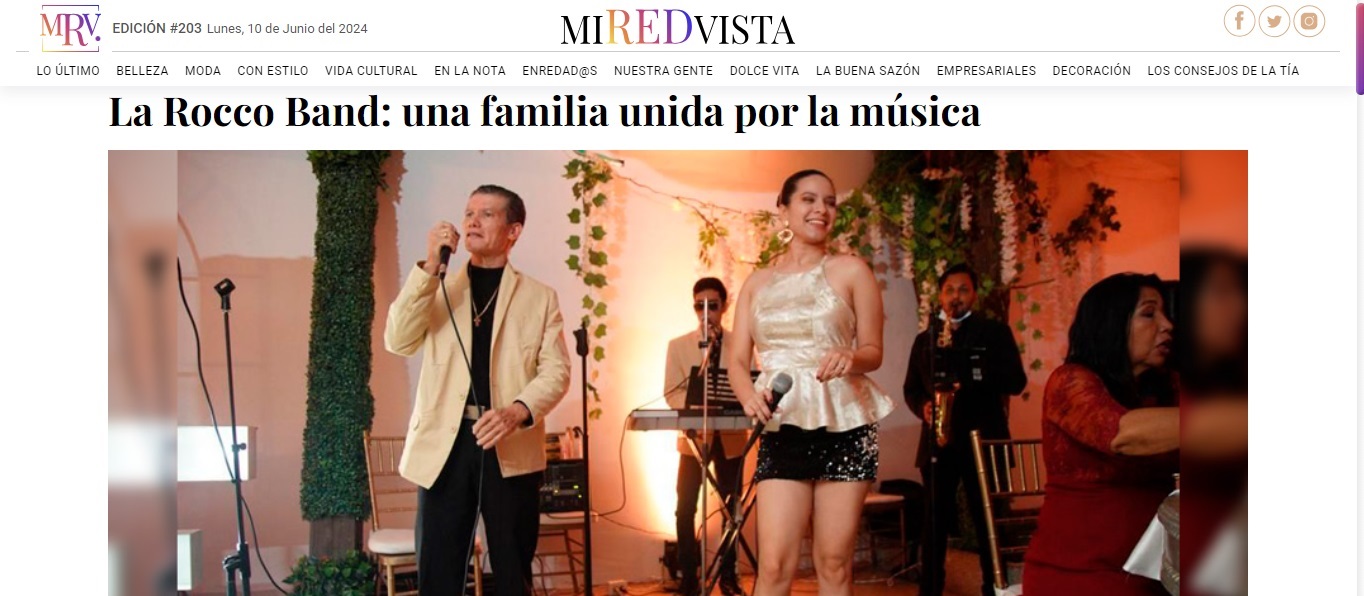 MRV.
EDICIÓN #203 Lunes, 10 de Junio del 2024
MIREDVISTA
LO ÚLTIMO BELLEZA MODA CON ESTILO VIDA CULTURAL EN LA NOTA ENREDAD@S NUESTRA GENTE DOLCE VITA LA BUENA SAZÓN EMPRESARIALES DECORACIÓN LOS CONSEJOS DE LA TÍA
La Rocco Band: una familia unida por la música